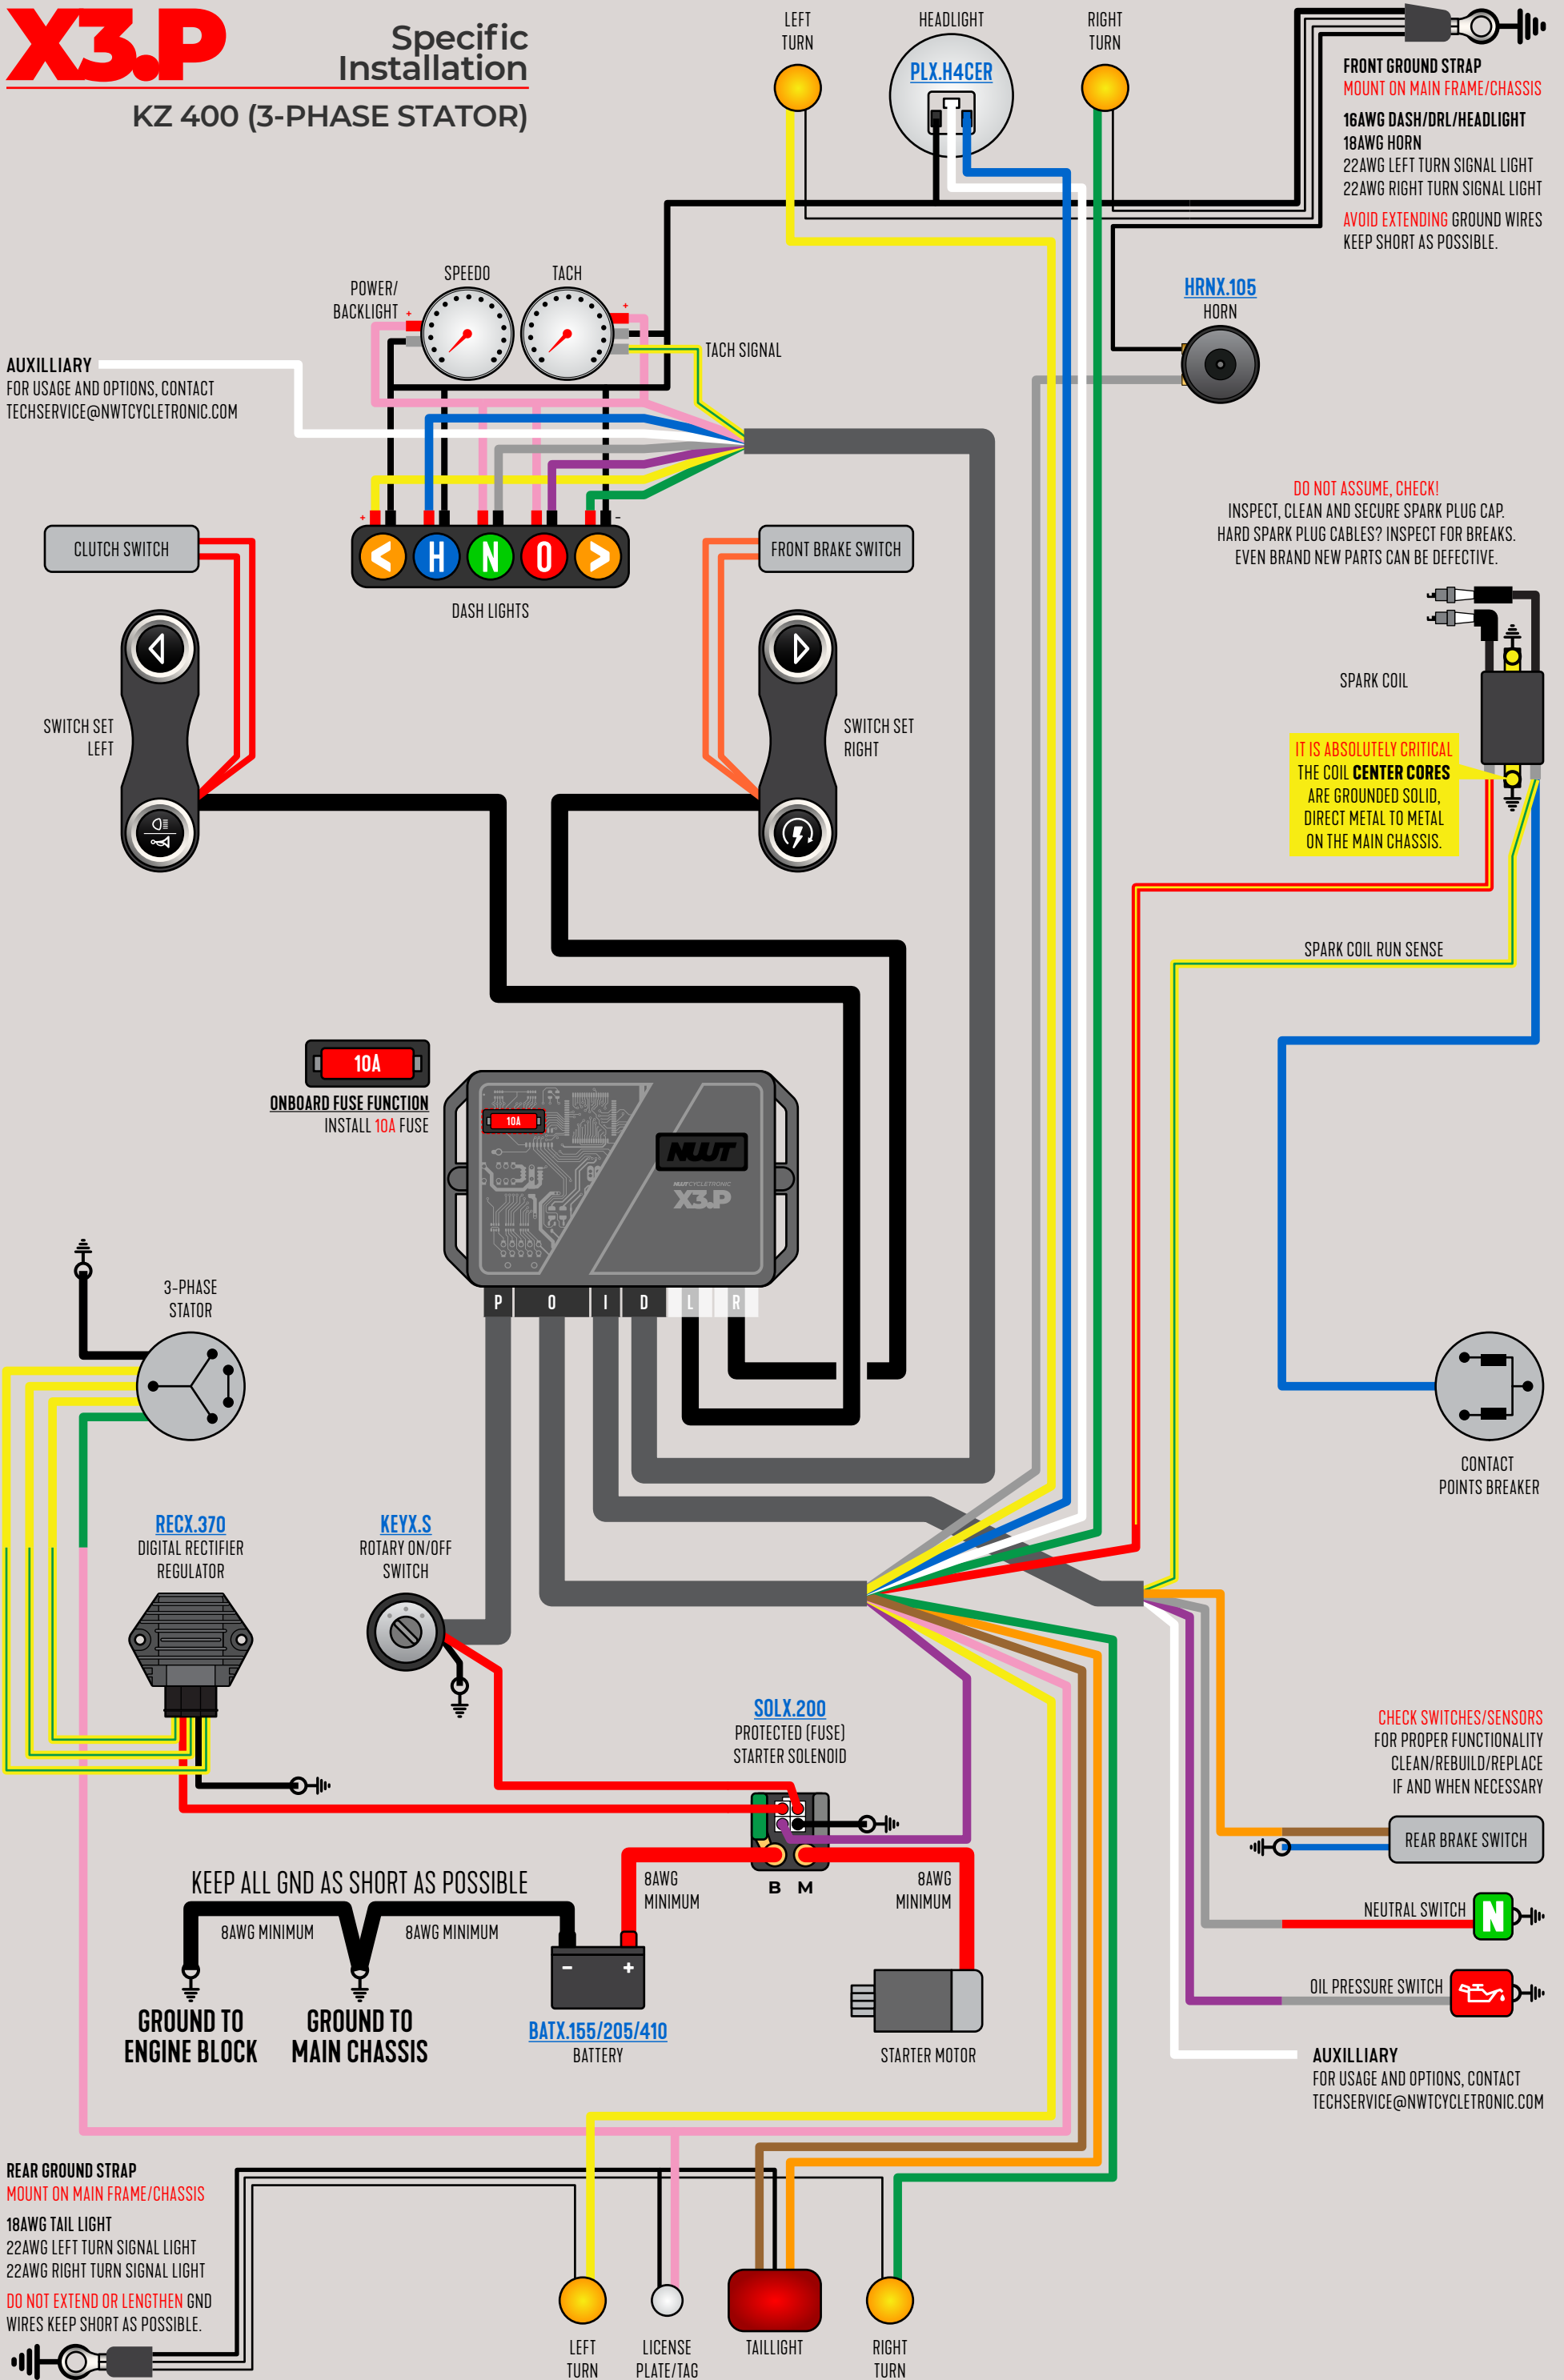 X3.P
Specific
Installation
KZ 400 (3-PHASE STATOR)
LEFT
TURN
HEADLIGHT
PLX.H4CER
RIGHT
TURN
FRONT GROUND STRAP
MOUNT ON MAIN FRAME/CHASSIS
16AWG DASH/DRL/HEADLIGHT
18AWG HORN
22AWG LEFT TURN SIGNAL LIGHT
22AWG RIGHT TURN SIGNAL LIGHT
AVOID EXTENDING GROUND WIRES
KEEP SHORT AS POSSIBLE.
SPEEDO
TACH
POWER/
BACKLIGHT
+
+
TACH SIGNAL
HRNX.105
HORN
AUXILLIARY
FOR USAGE AND OPTIONS, CONTACT
TECHSERVICE@NWTCYCLETRONIC.COM
+
-
< H N O >
DASH LIGHTS
CLUTCH SWITCH
FRONT BRAKE SWITCH
DO NOT ASSUME, CHECK!
INSPECT, CLEAN AND SECURE SPARK PLUG CAP.
HARD SPARK PLUG CABLES? INSPECT FOR BREAKS.
EVEN BRAND NEW PARTS CAN BE DEFECTIVE.
SPARK COIL
SWITCH SET
LEFT
SWITCH SET
RIGHT
IT IS ABSOLUTELY CRITICAL
THE COIL CENTER CORES
ARE GROUNDED SOLID,
DIRECT METAL TO METAL
ON THE MAIN CHASSIS.
SPARK COIL RUN SENSE
10A
ONBOARD FUSE FUNCTION
INSTALL 10A FUSE
10A
NWT
NWT CYCLETRONIC
X3.P
P O I D L R
3-PHASE
STATOR
CONTACT
POINTS BREAKER
RECX.370
DIGITAL RECTIFIER
REGULATOR
KEYX.S
ROTARY ON/OFF
SWITCH
SOLX.200
PROTECTED (FUSE)
STARTER SOLENOID
B M
CHECK SWITCHES/SENSORS
FOR PROPER FUNCTIONALITY
CLEAN/REBUILD/REPLACE
IF AND WHEN NECESSARY
REAR BRAKE SWITCH
NEUTRAL SWITCH
N
OIL PRESSURE SWITCH
AUXILLIARY
FOR USAGE AND OPTIONS, CONTACT
TECHSERVICE@NWTCYCLETRONIC.COM
KEEP ALL GND AS SHORT AS POSSIBLE
8AWG MINIMUM
8AWG MINIMUM
8AWG
MINIMUM
8AWG
MINIMUM
GROUND TO
ENGINE BLOCK
GROUND TO
MAIN CHASSIS
- +
BATX.155/205/410
BATTERY
STARTER MOTOR
REAR GROUND STRAP
MOUNT ON MAIN FRAME/CHASSIS
18AWG TAIL LIGHT
22AWG LEFT TURN SIGNAL LIGHT
22AWG RIGHT TURN SIGNAL LIGHT
DO NOT EXTEND OR LENGTHEN GND
WIRES KEEP SHORT AS POSSIBLE.
LEFT
TURN
LICENSE
PLATE/TAG
TAILLIGHT
RIGHT
TURN